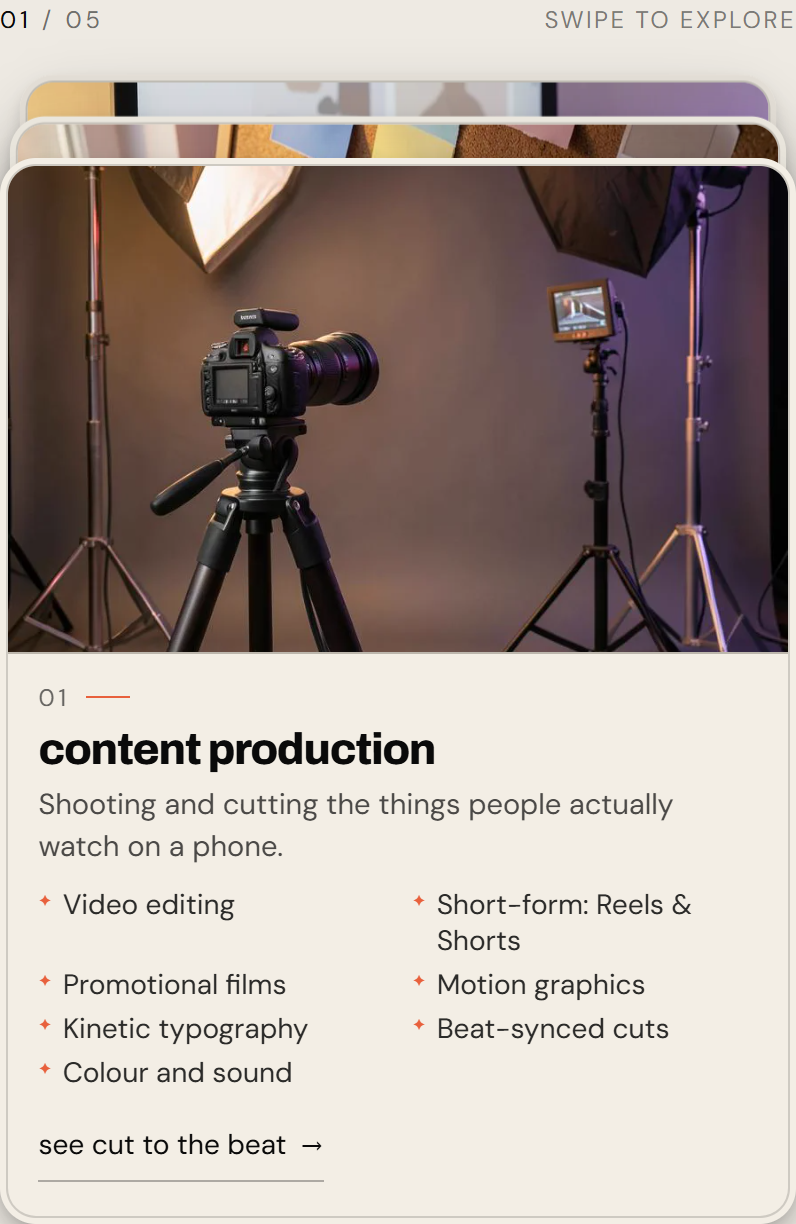 01 / 05
SWIPE TO EXPLORE
01
content production
Shooting and cutting the things people actually
watch on a phone.
Video editing
Short-form: Reels &
Shorts
Promotional films
Motion graphics
Kinetic typography
Beat-synced cuts
Colour and sound
see cut to the beat →